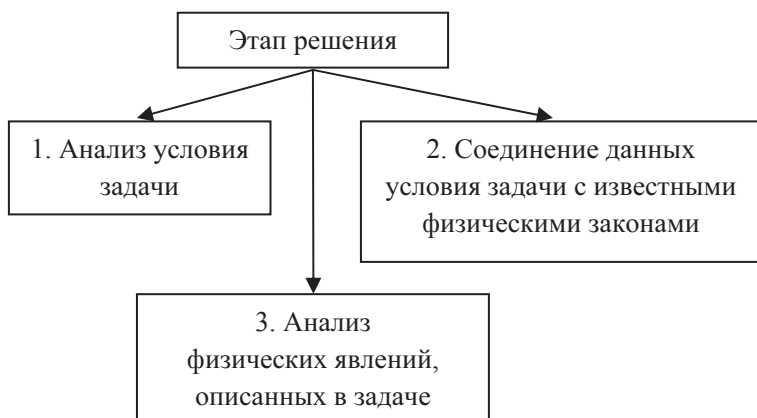 Этап решения
1. Анализ условия
задачи
2. Соединение данных
условия задачи с известными
физическими законами
3. Анализ
физических явлений,
описанных в задаче